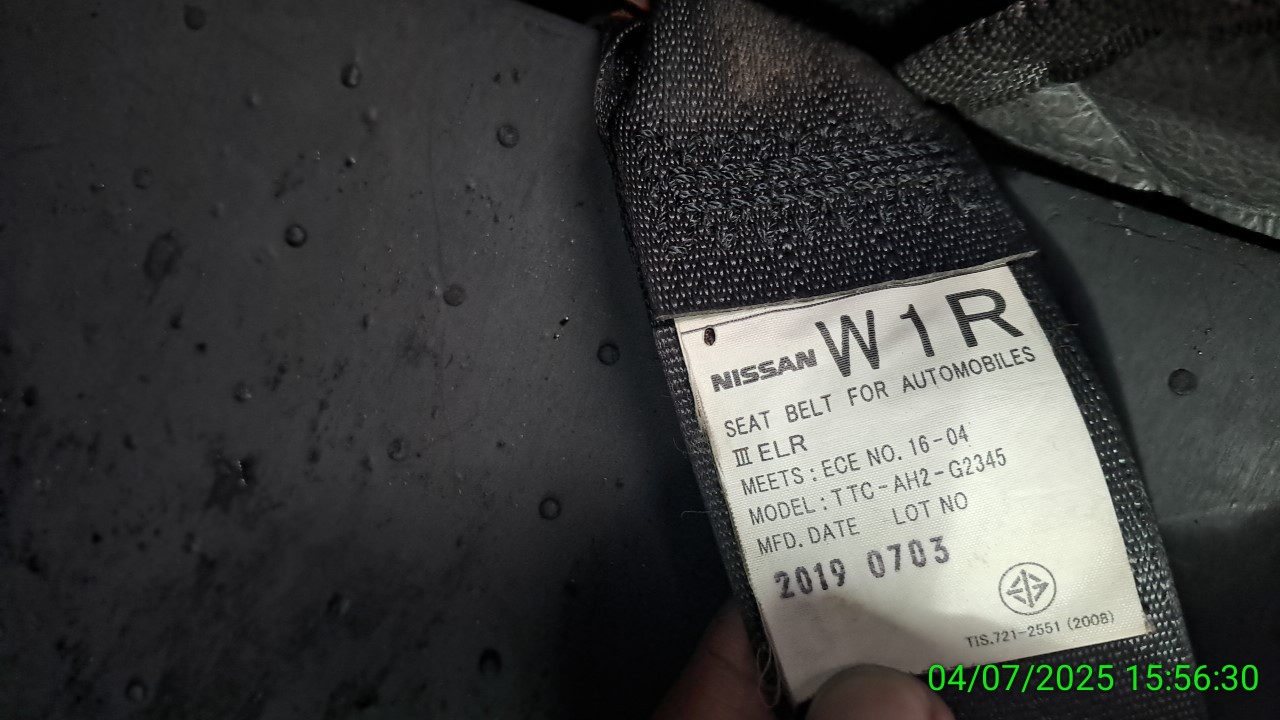 NISSAN W1R
SEAT BELT FOR AUTOMOBILES
Ⅲ ELR
MEETS : ECE NO. 16-04
MODEL : TTC-AH2-G2345
MFD. DATE LOT NO
2019 0703
TIS.721-2551 (2008)
04/07/2025 15:56:30